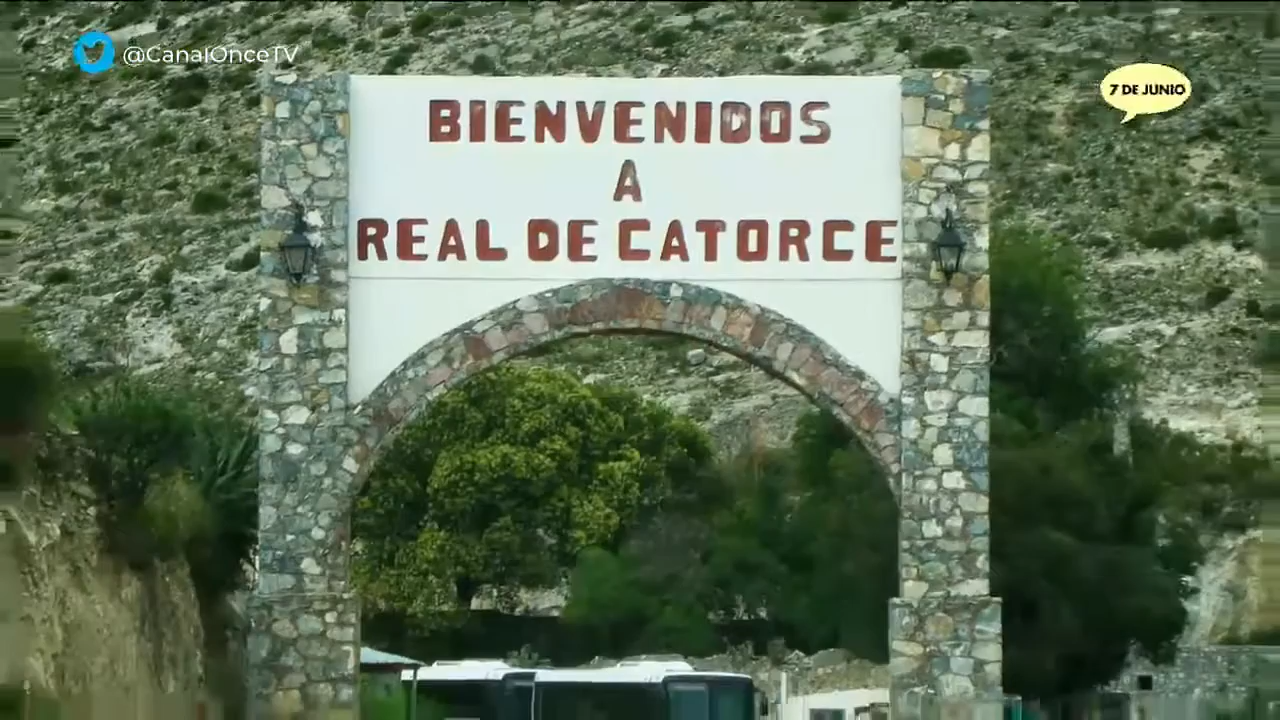 @CanalOnceTV
7 DE JUNIO
BIENVENIDOS
A
REAL DE CATORCE